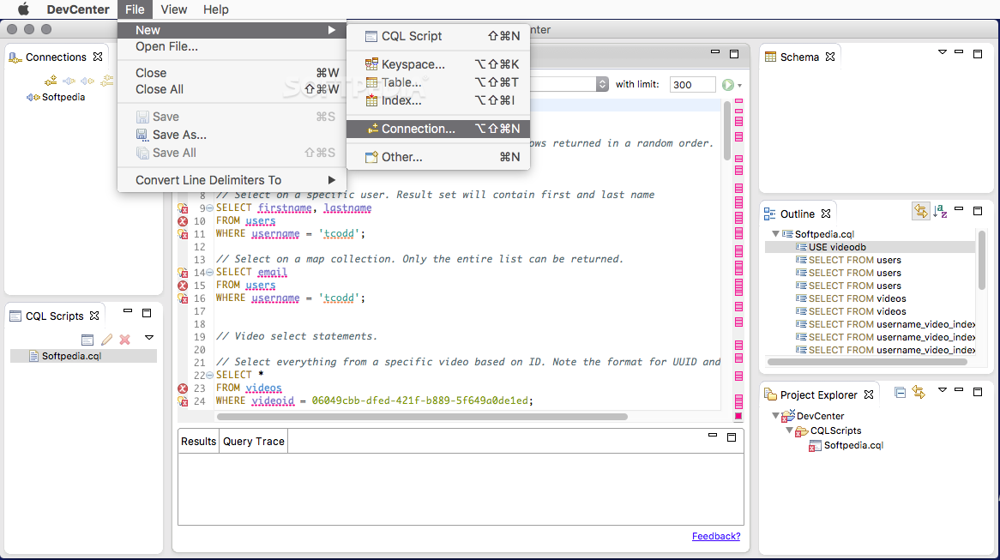 DevCenter File View Help
nter
New
Open File...
Close ⌘W
Close All ⇧⌘W
Save ⌘S
Save As...
Save All ⇧⌘S
Convert Line Delimiters To
CQL Script ⇧⌘N
Keyspace... ⌥⇧⌘K
Table... ⌥⇧⌘T
Index... ⌥⇧⌘I
Connection... ⌥⇧⌘N
Other... ⌘N
SOFTPEDIA
Connections
Softpedia
CQL Scripts
Softpedia.cql
with limit: 300
ows returned in a random order.
8 // Select on a specific user. Result set will contain first and last name
9 SELECT firstname, lastname
10 FROM users
11 WHERE username = 'tcodd';
12
13 // Select on a map collection. Only the entire list can be returned.
14 SELECT email
15 FROM users
16 WHERE username = 'tcodd';
17
18
19 // Video select statements.
20
21 // Select everything from a specific video based on ID. Note the format for UUID and
22 SELECT *
23 FROM videos
24 WHERE videoid = 06049cbb-dfed-421f-b889-5f649a0de1ed;
Results Query Trace
Feedback?
Schema
Outline
Softpedia.cql
USE videodb
SELECT FROM users
SELECT FROM users
SELECT FROM users
SELECT FROM videos
SELECT FROM videos
SELECT FROM username_video_index
SELECT FROM username_video_index
SELECT FROM username_video_index
Project Explorer
DevCenter
CQLScripts
Softpedia.cql